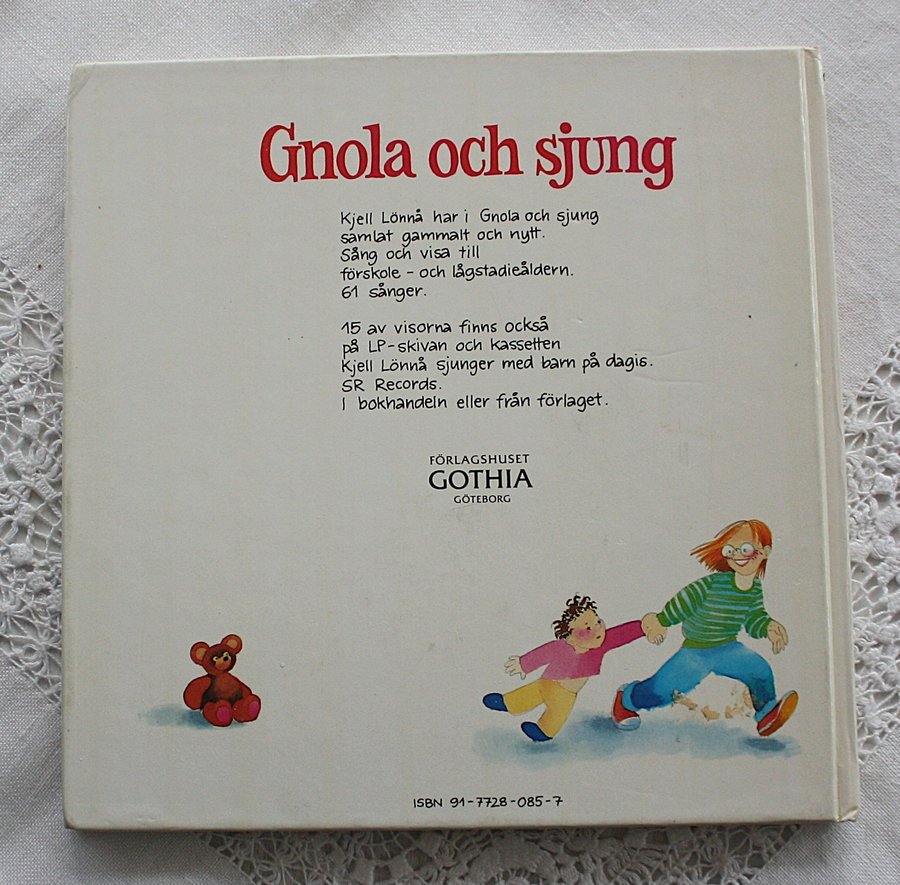 Gnola och sjung
Kjell Lönnå har i Gnola och sjung
samlat gammalt och nytt.
Sång och visa till
förskole - och lågstadieåldern.
61 sånger.
15 av visorna finns också
på LP-skivan och kassetten
Kjell Lönnå sjunger med barn på dagis.
SR Records.
I bokhandeln eller från förlaget.
FÖRLAGSHUSET
GOTHIA
GÖTEBORG
ISBN 91-7728-085-7